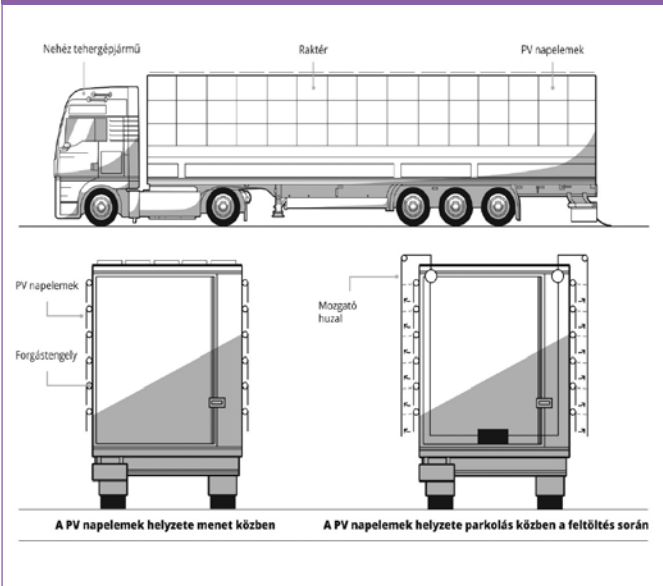 Nehéz tehergépjármű
Raktér
PV napelemek
PV napelemek
Forgástengely
Mozgató
huzal
A PV napelemek helyzete menet közben
A PV napelemek helyzete parkolás közben a feltöltés során